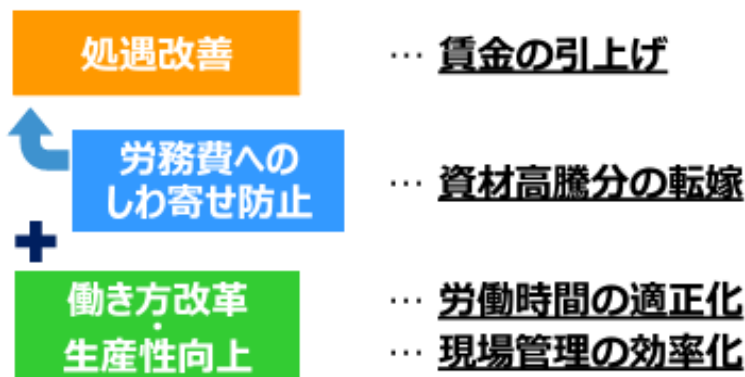 処遇改善 … 賃金の引上げ
労務費への
しわ寄せ防止 … 資材高騰分の転嫁
働き方改革 … 労働時間の適正化
・
生産性向上 … 現場管理の効率化